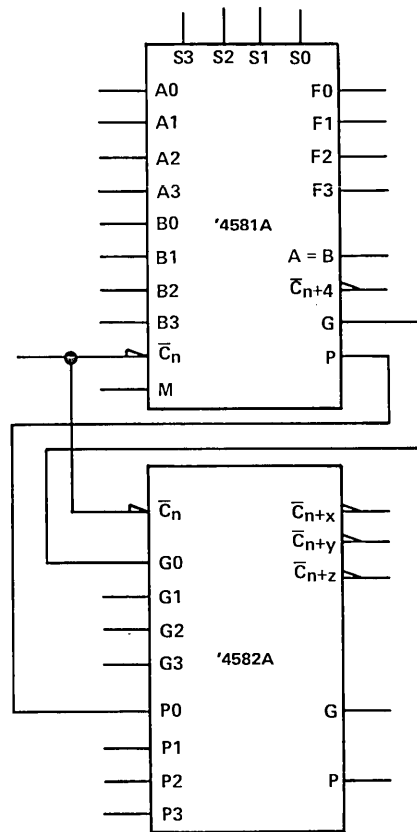 S3 S2 S1 S0
A0 F0
A1 F1
A2 F2
A3 F3
B0 '4581A
B1 A = B
B2 C̅n+4
B3 G
C̅n P
M
C̅n C̅n+x
C̅n+y
G0 C̅n+z
G1
G2
G3 '4582A
P0 G
P1
P2 P
P3